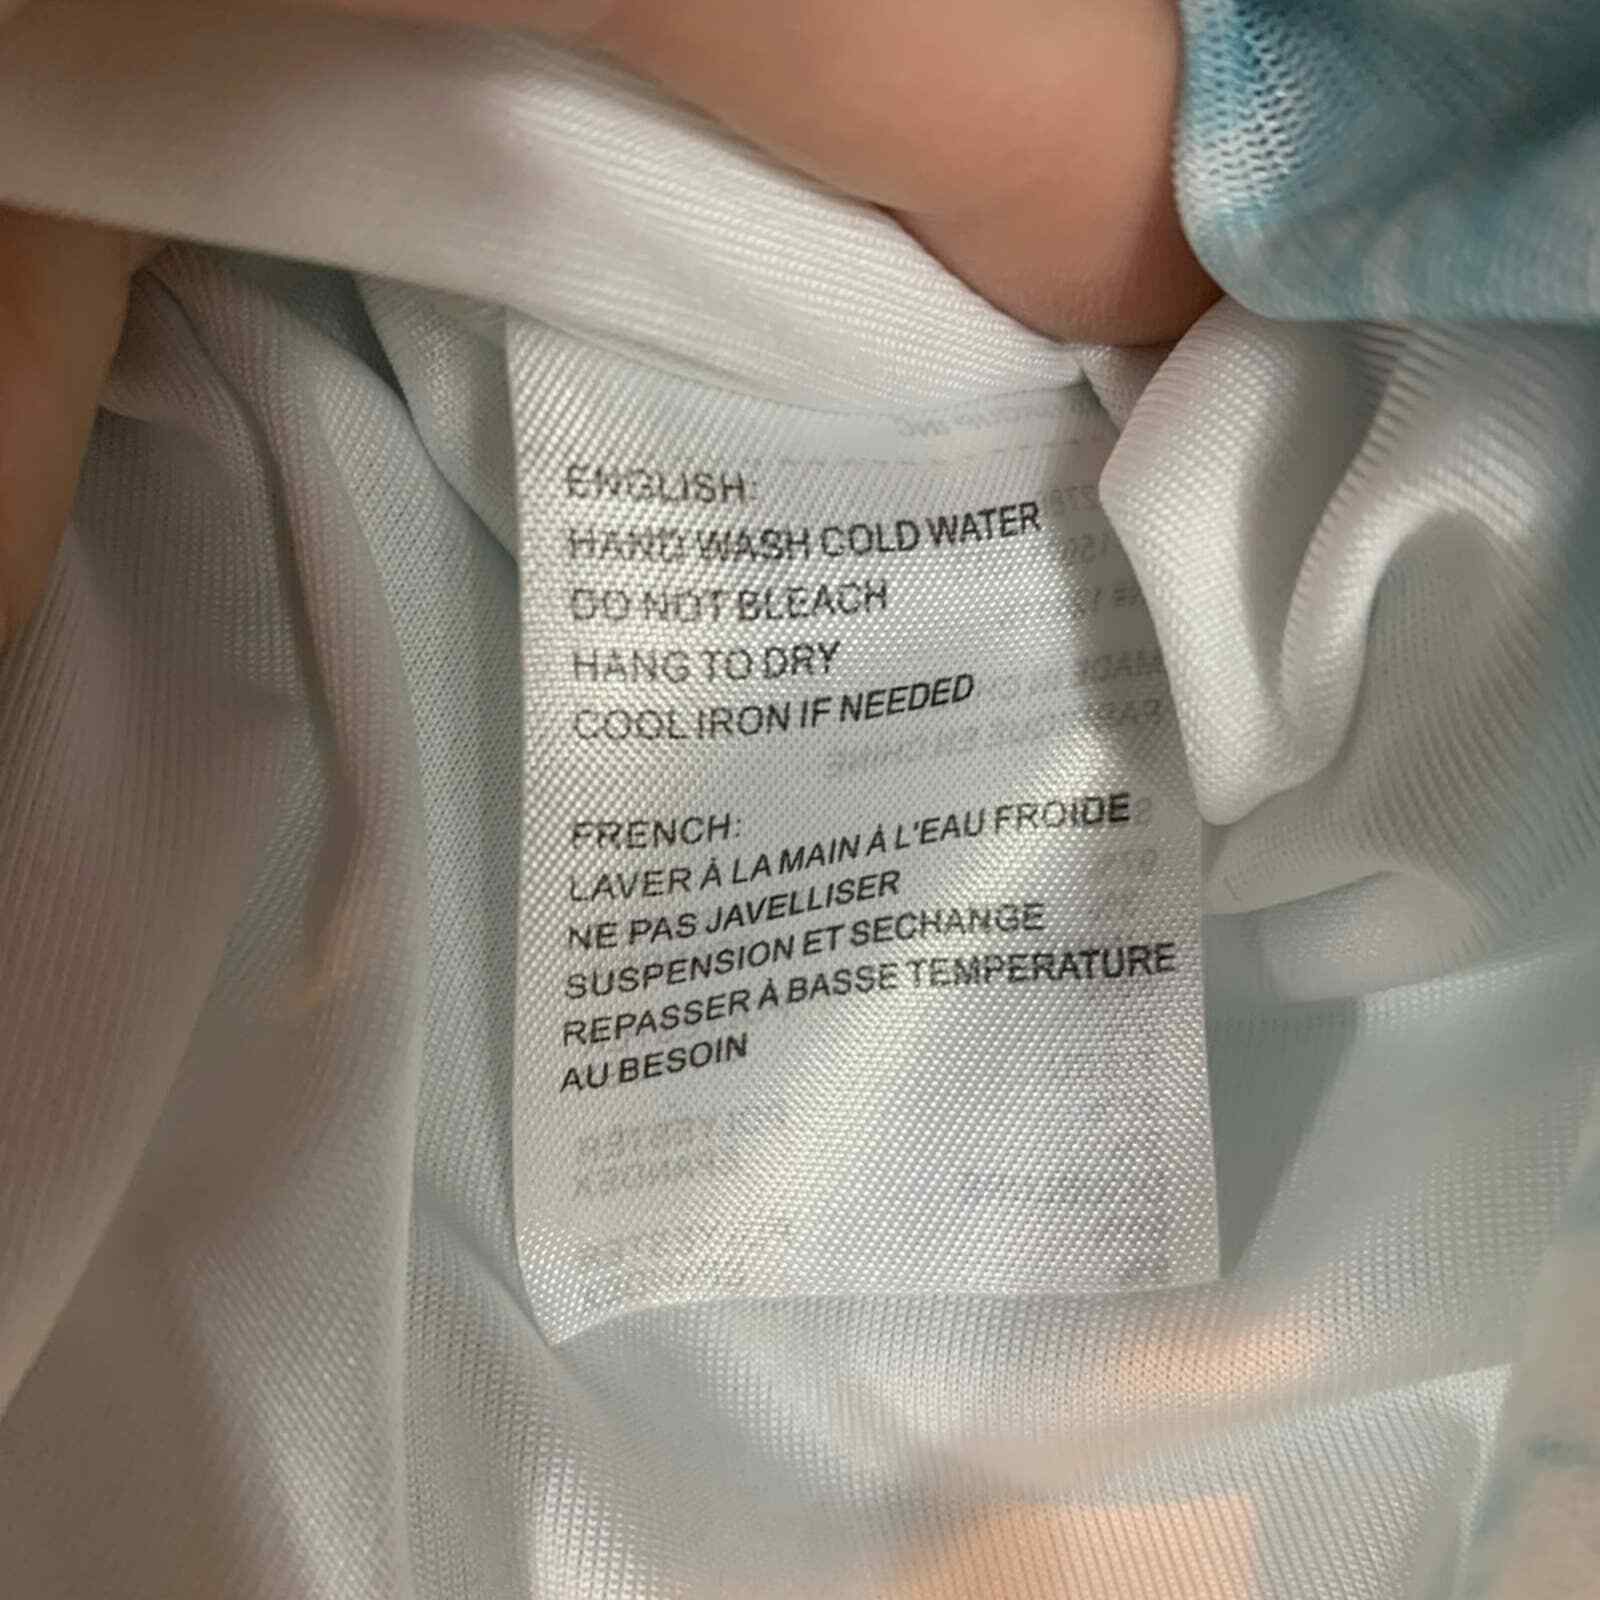 ENGLISH:
HAND WASH COLD WATER
DO NOT BLEACH
HANG TO DRY
COOL IRON IF NEEDED
FRENCH:
LAVER À LA MAIN À L'EAU FROIDE
NE PAS JAVELLISER
SUSPENSION ET SECHANGE
REPASSER À BASSE TEMPERATURE
AU BESOIN